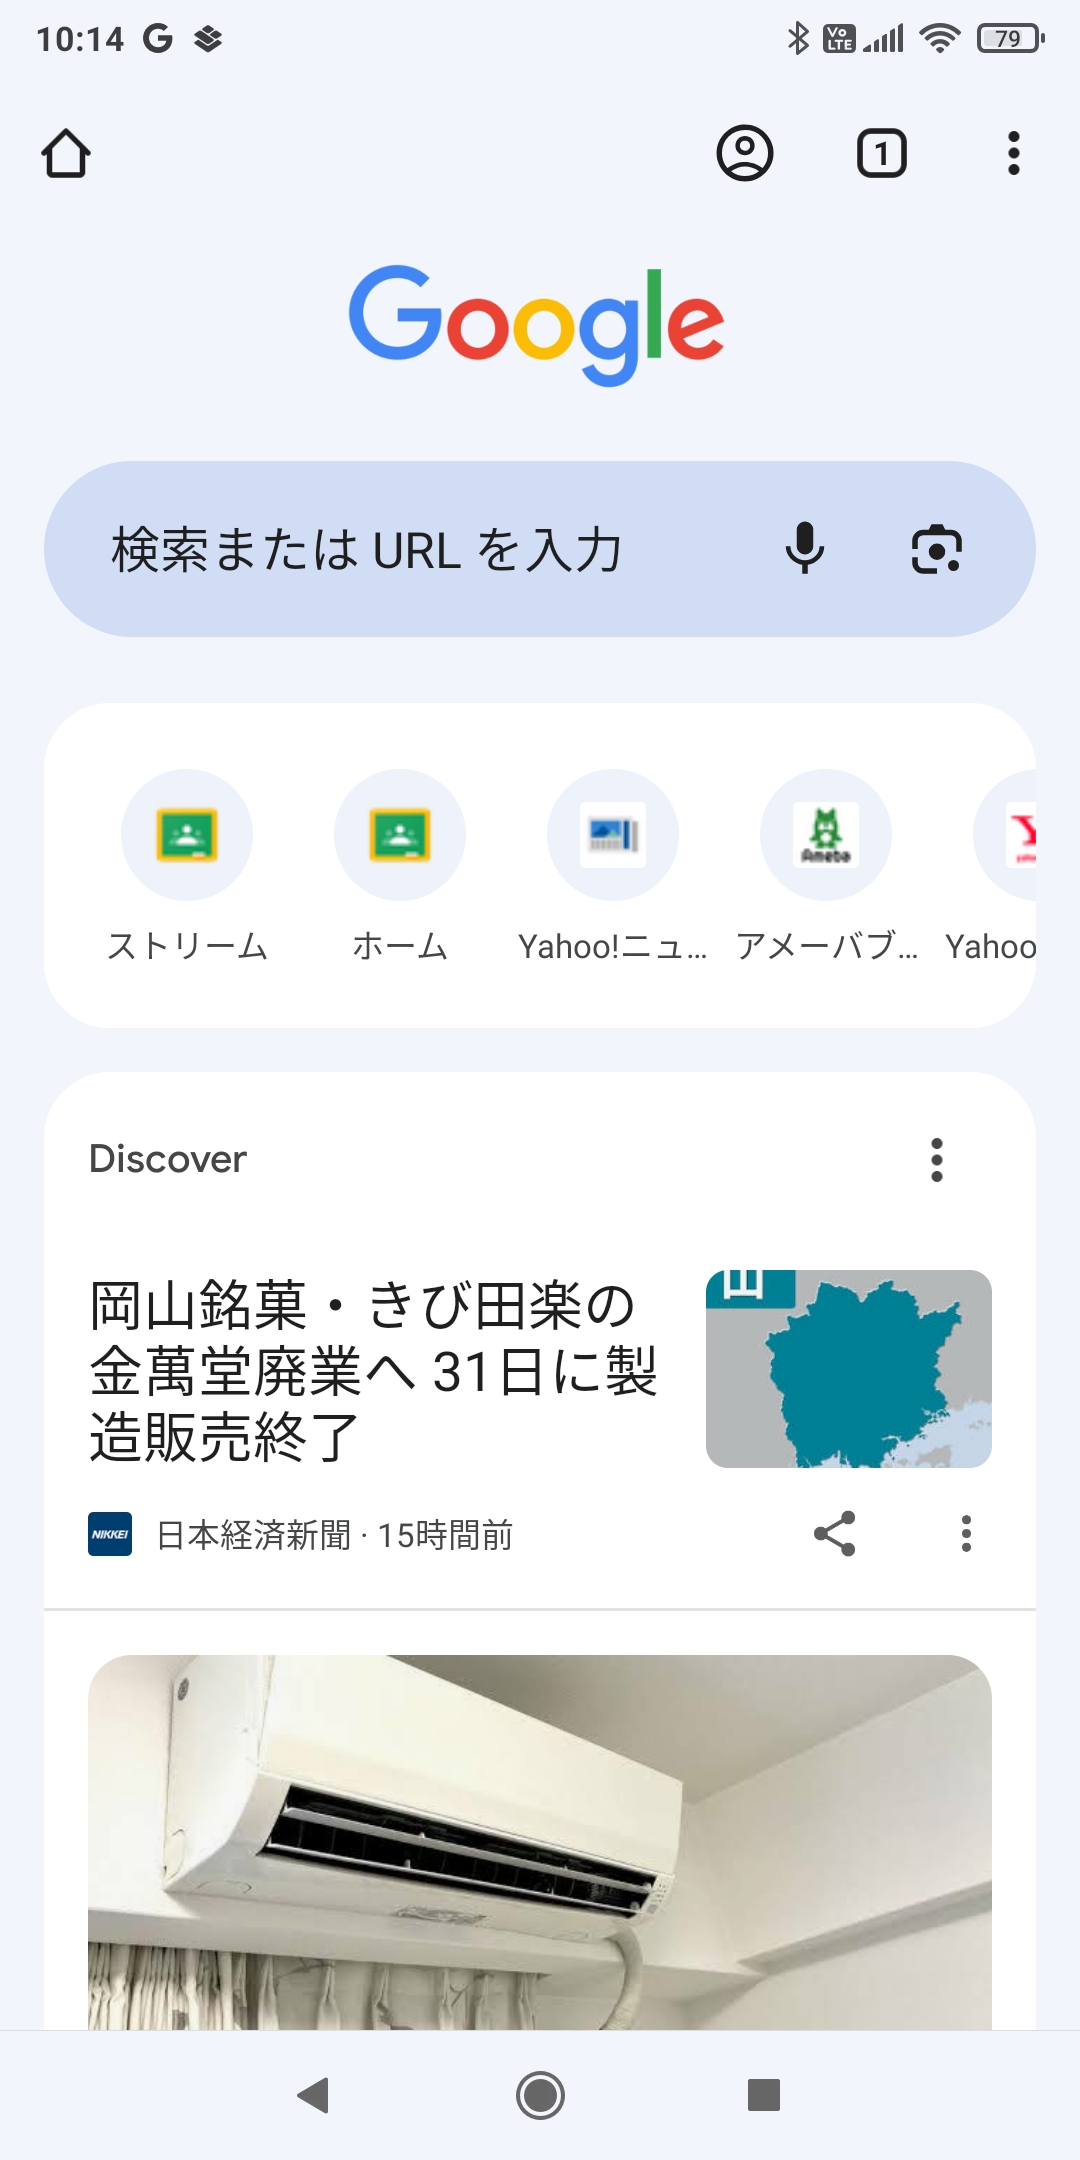 10:14
Vo LTE
79
1
Google
検索または URL を入力
Ameba
ストリーム
ホーム
Yahoo!ニュ...
アメーバブ...
Yahoo
Discover
岡山銘菓・きび田楽の
金萬堂廃業へ 31日に製
造販売終了
山
NIKKEI
日本経済新聞 · 15時間前